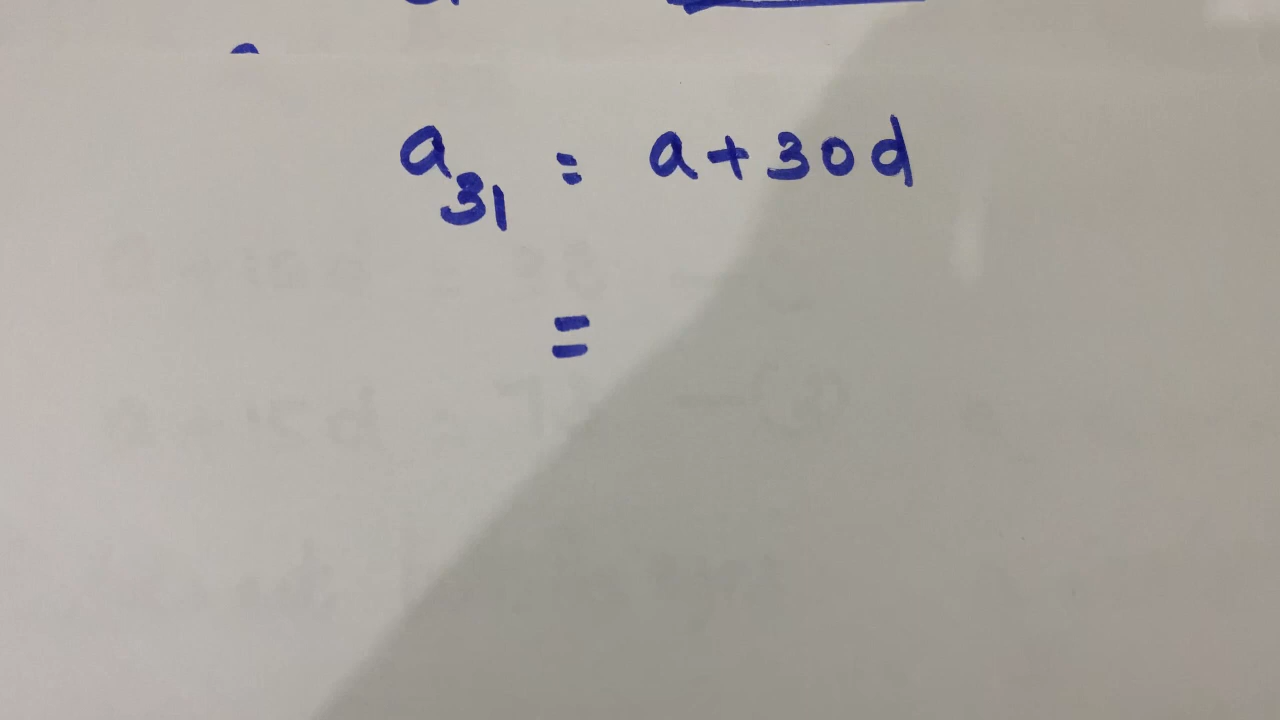 a₃₁ = a+30d
=